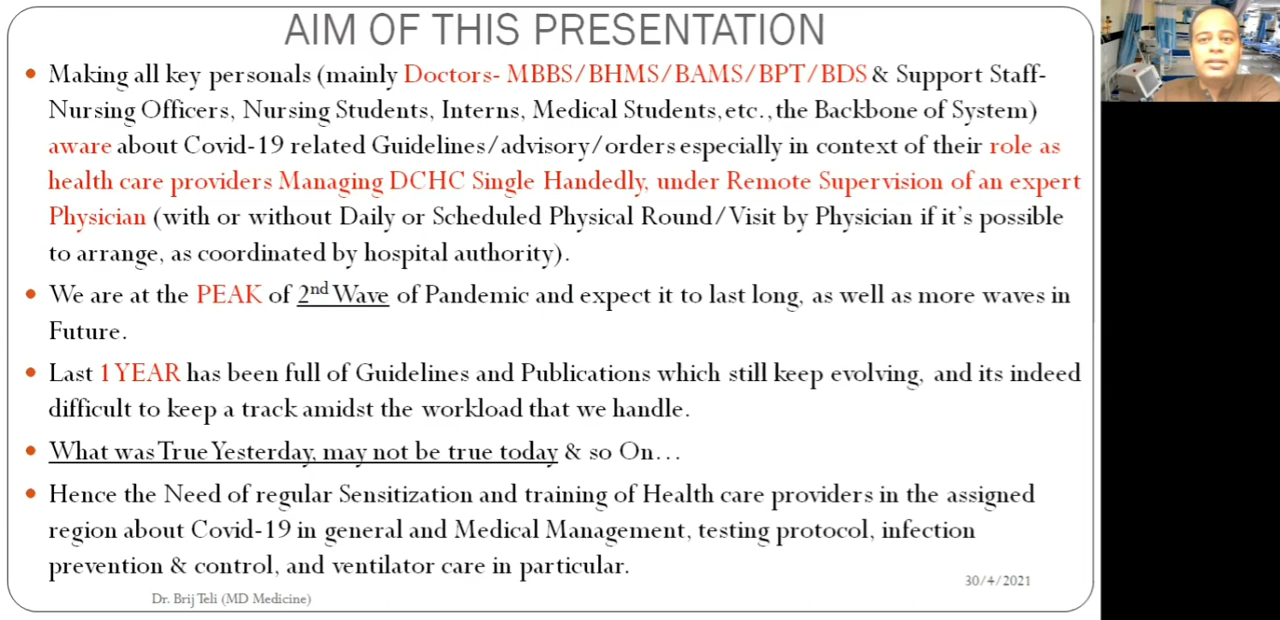 AIM OF THIS PRESENTATION
• Making all key personals (mainly Doctors- MBBS/BHMS/BAMS/BPT/BDS & Support Staff-
Nursing Officers, Nursing Students, Interns, Medical Students,etc.,the Backbone of System)
aware about Covid-19 related Guidelines/advisory/orders especially in context of their role as
health care providers Managing DCHC Single Handedly, under Remote Supervision of an expert
Physician (with or without Daily or Scheduled Physical Round/Visit by Physician if it's possible
to arrange, as coordinated by hospital authority).
• We are at the PEAK of 2nd Wave of Pandemic and expect it to last long, as well as more waves in
Future.
• Last 1 YEAR has been full of Guidelines and Publications which still keep evolving, and its indeed
difficult to keep a track amidst the workload that we handle.
• What was True Yesterday, may not be true today & so On...
• Hence the Need of regular Sensitization and training of Health care providers in the assigned
region about Covid-19 in general and Medical Management, testing protocol, infection
prevention & control, and ventilator care in particular.
30/4/2021
Dr. Brij Teli (MD Medicine)